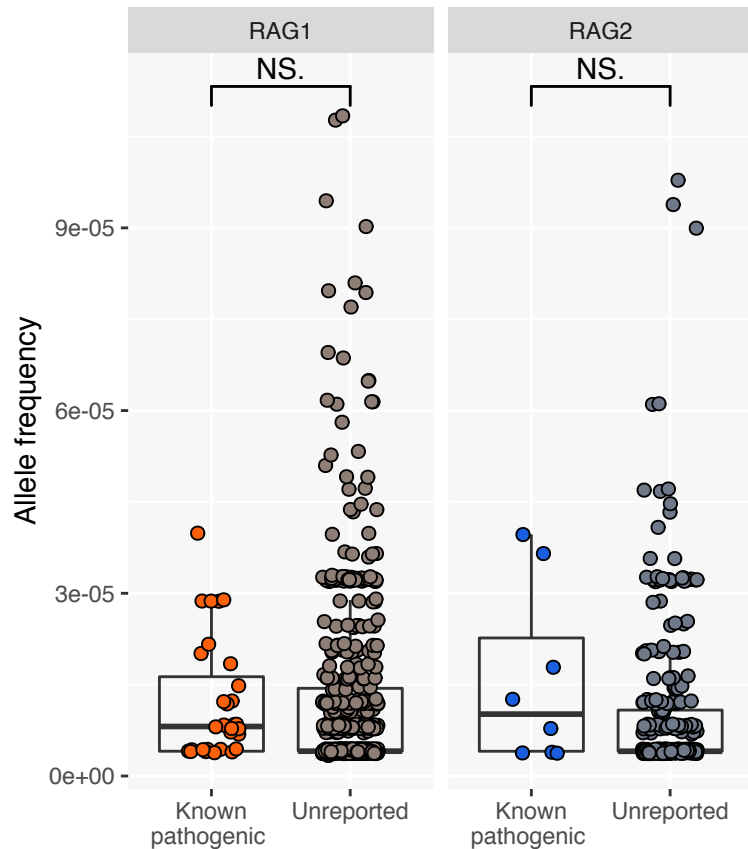 RAG1
RAG2
NS.
NS.
Allele frequency
9e-05
6e-05
3e-05
0e+00
Known
pathogenic
Unreported
Known
pathogenic
Unreported